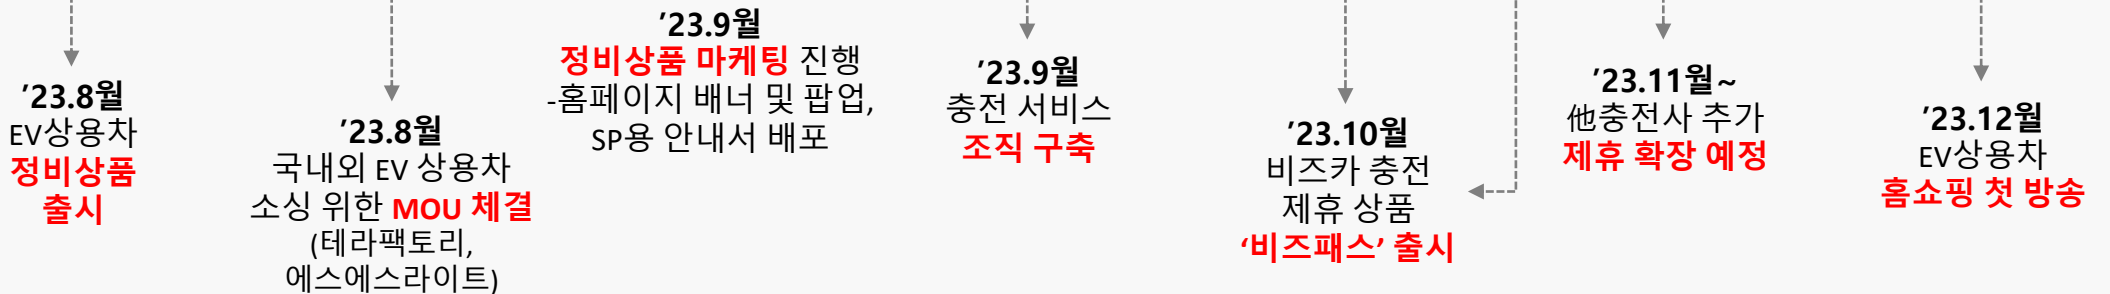 ’23.8월
EV상용차
정비상품
출시
’23.8월
국내외 EV 상용차
소싱 위한 MOU 체결
(테라팩토리,
에스에스라이트)
’23.9월
정비상품 마케팅 진행
-홈페이지 배너 및 팝업,
SP용 안내서 배포
’23.9월
충전 서비스
조직 구축
’23.10월
비즈카 충전
제휴 상품
‘비즈패스’ 출시
’23.11월~
他충전사 추가
제휴 확장 예정
’23.12월
EV상용차
홈쇼핑 첫 방송